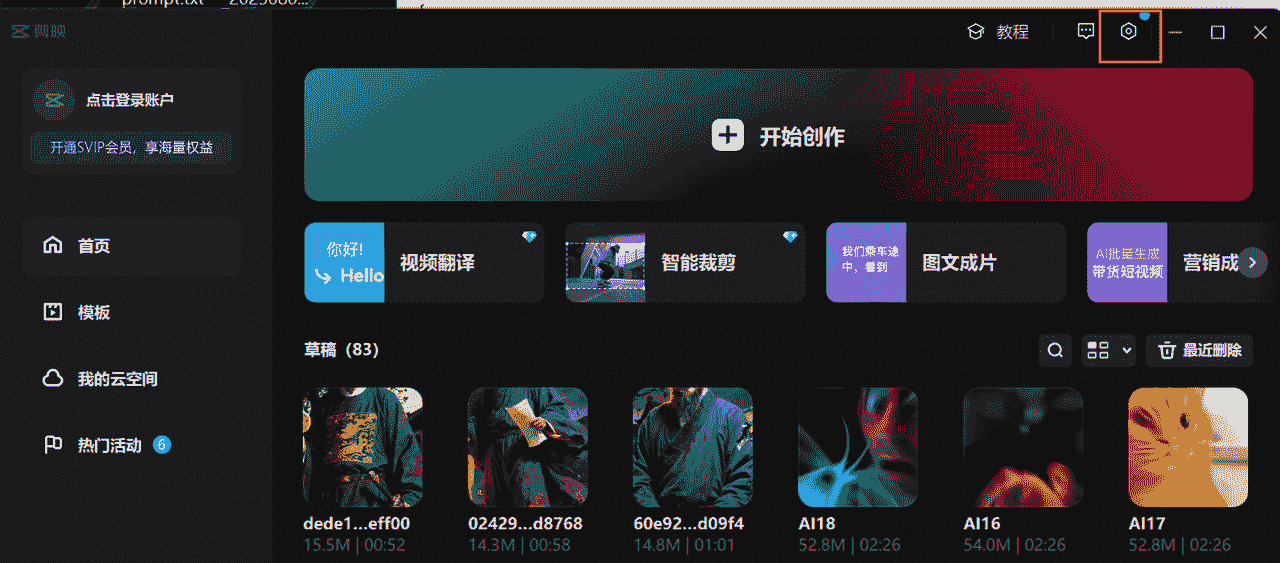 prompt.txt 2025080...
剪映
教程
点击登录账户
开通SVIP会员，享海量权益
开始创作
首页
模板
我的云空间
热门活动 6
你好!
Hello
视频翻译
智能裁剪
我们乘车途
中，看到
图文成片
AI批量生成
带货短视频
营销成
草稿（83）
最近删除
dede1...eff00
15.5M | 00:52
02429...d8768
14.3M | 00:58
60e92...d09f4
14.8M | 01:01
AI18
52.8M | 02:26
AI16
54.0M | 02:26
AI17
52.8M | 02:26